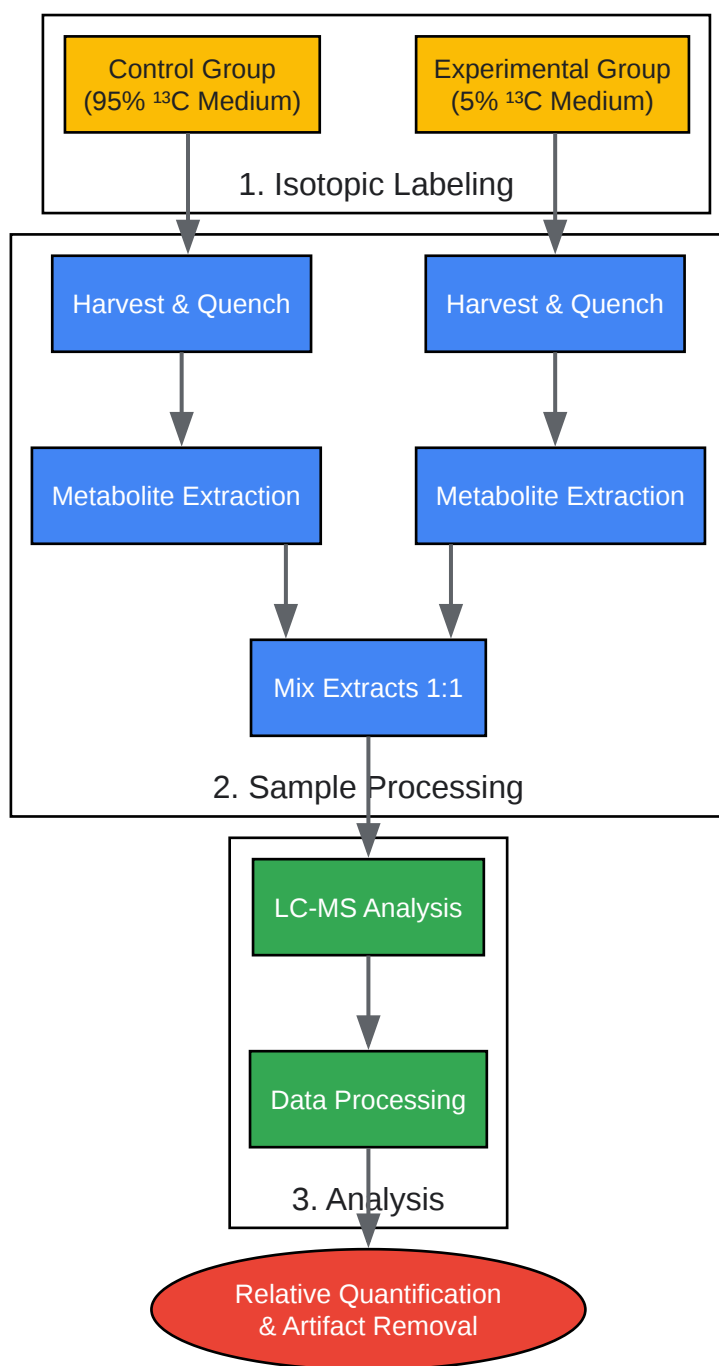 Control Group
(95% ¹³C Medium)
Experimental Group
(5% ¹³C Medium)
1. Isotopic Labeling
Harvest & Quench
Harvest & Quench
Metabolite Extraction
Metabolite Extraction
Mix Extracts 1:1
2. Sample Processing
LC-MS Analysis
Data Processing
3. Analysis
Relative Quantification
& Artifact Removal